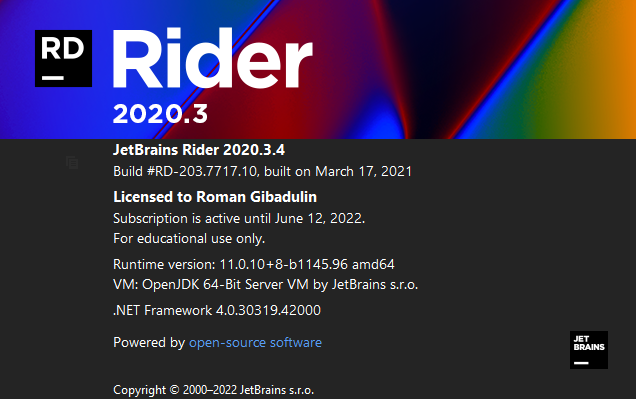 RD
Rider
2020.3
JetBrains Rider 2020.3.4
Build #RD-203.7717.10, built on March 17, 2021
Licensed to Roman Gibadulin
Subscription is active until June 12, 2022.
For educational use only.
Runtime version: 11.0.10+8-b1145.96 amd64
VM: OpenJDK 64-Bit Server VM by JetBrains s.r.o.
.NET Framework 4.0.30319.42000
Powered by open-source software
JET
BRAINS
Copyright © 2000–2022 JetBrains s.r.o.